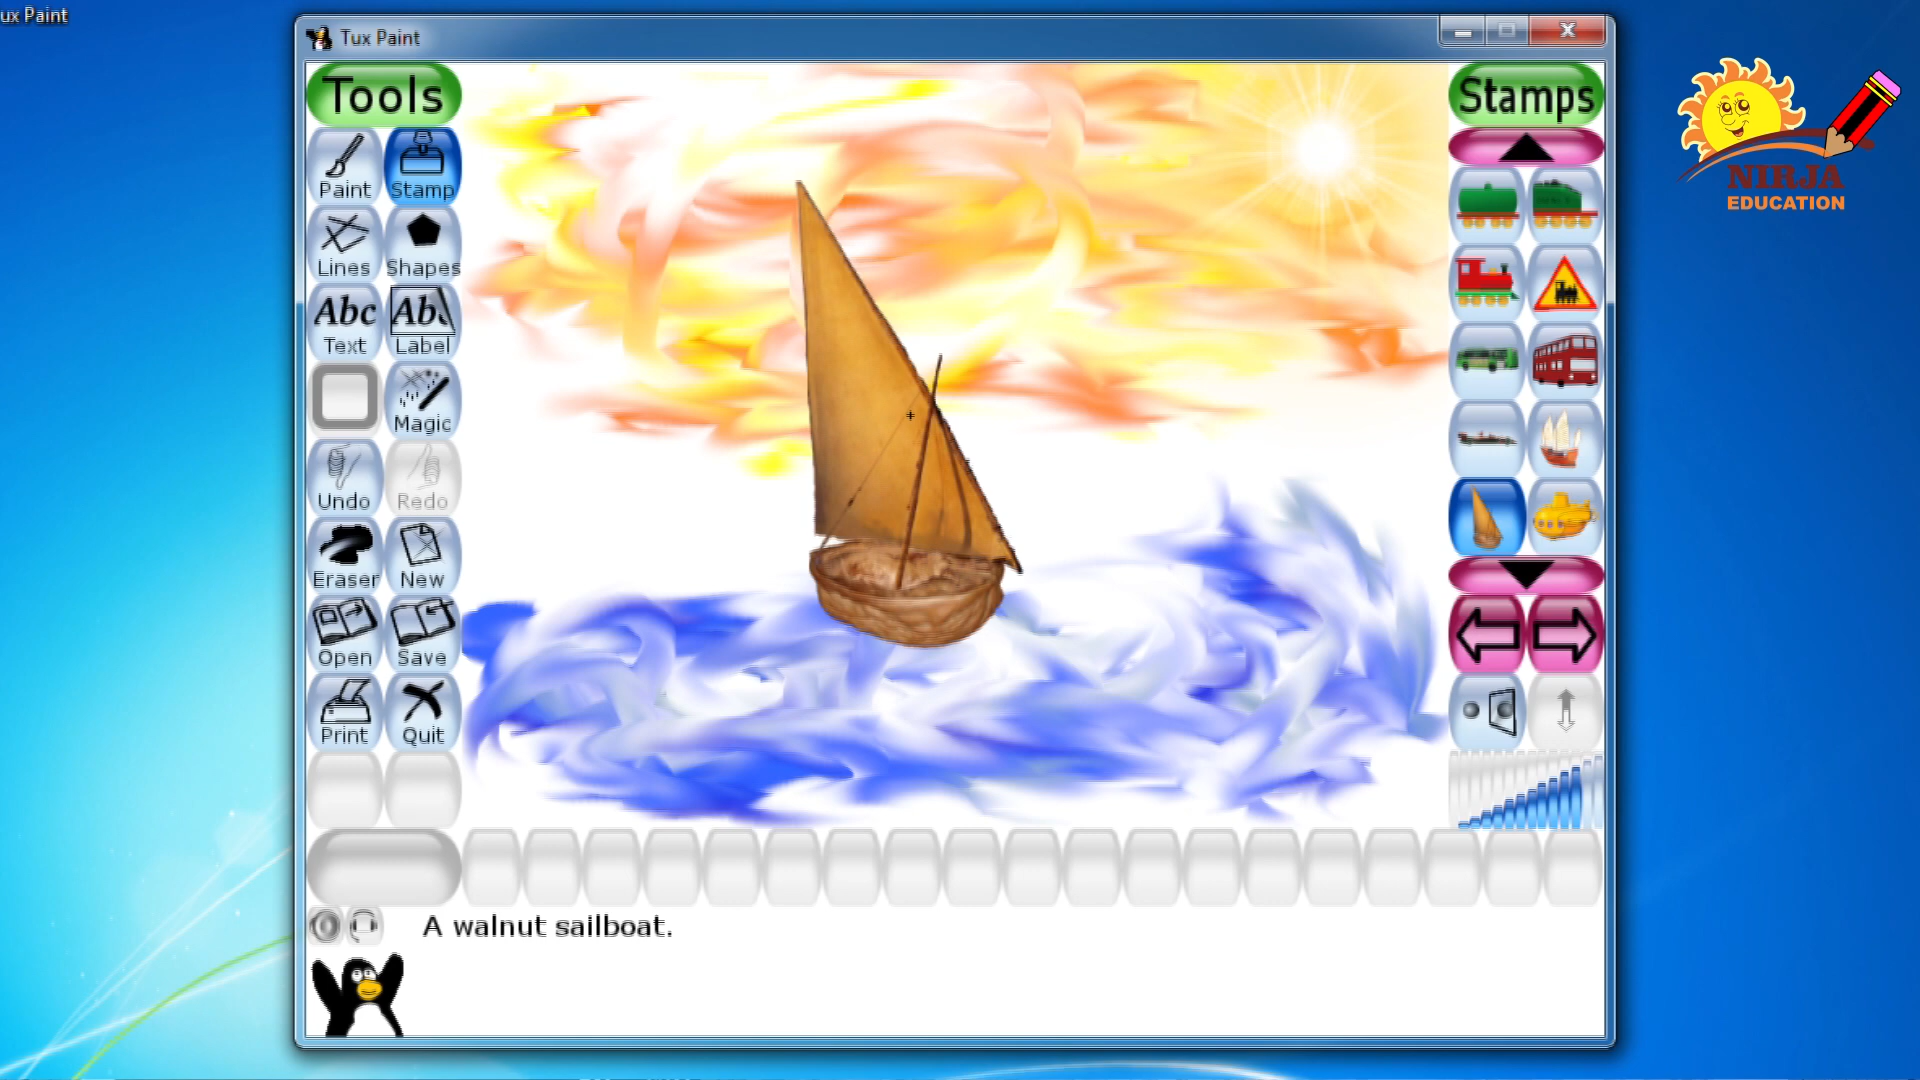 ux Paint
Tux Paint
Tools
Stamps
Paint
Stamp
Lines
Shapes
Abc
Text
Abc
Label
Magic
Undo
Redo
Eraser
New
Open
Save
Print
Quit
A walnut sailboat.
NIRJA
EDUCATION